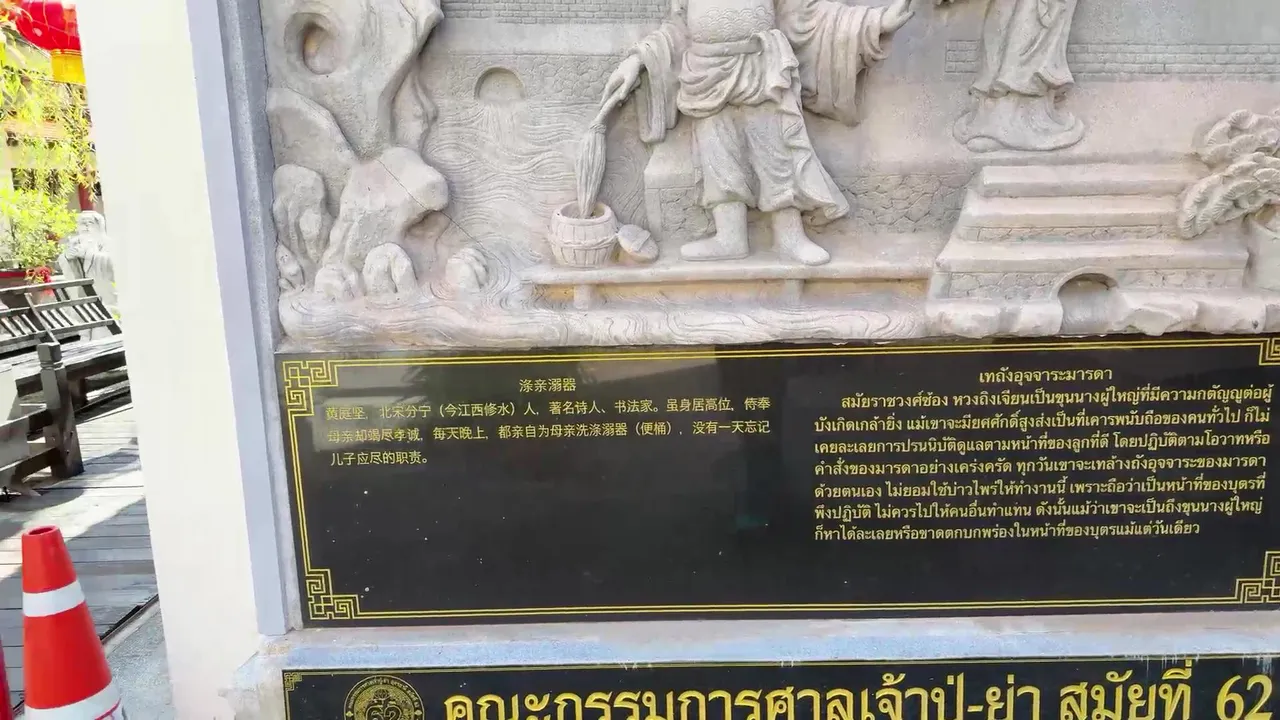 涤亲溺器
黄庭坚，北宋分宁（今江西修水）人，著名诗人、书法家。虽身居高位，侍奉
母亲却竭尽孝诚，每天晚上，都亲自为母亲洗涤溺器（便桶），没有一天忘记
儿子应尽的职责。
เทถังอุจจาระมารดา
สมัยราชวงศ์ซ้อง หวงถิงเจียนเป็นขุนนางผู้ใหญ่ที่มีความกตัญญูต่อผู้
บังเกิดเกล้ายิ่ง แม้เขาจะมียศศักดิ์สูงส่งเป็นที่เคารพนับถือของคนทั่วไป ก็ไม่
เคยละเลยการปรนนิบัติดูแลตามหน้าที่ของลูกที่ดี โดยปฏิบัติตามโอวาทหรือ
คำสั่งของมารดาอย่างเคร่งครัด ทุกวันเขาจะเทล้างถังอุจจาระของมารดา
ด้วยตนเอง ไม่ยอมใช้บ่าวไพร่ให้ทำงานนี้ เพราะถือว่าเป็นหน้าที่ของบุตรที่
พึงปฏิบัติ ไม่ควรไปให้คนอื่นทำแทน ดังนั้นแม้ว่าเขาจะเป็นถึงขุนนางผู้ใหญ่
ก็หาได้ละเลยหรือขาดตกบกพร่องในหน้าที่ของบุตรแม้แต่วันเดียว
คณะกรรมการศาลเจ้าปู่-ย่า สมัยที่ 62
62